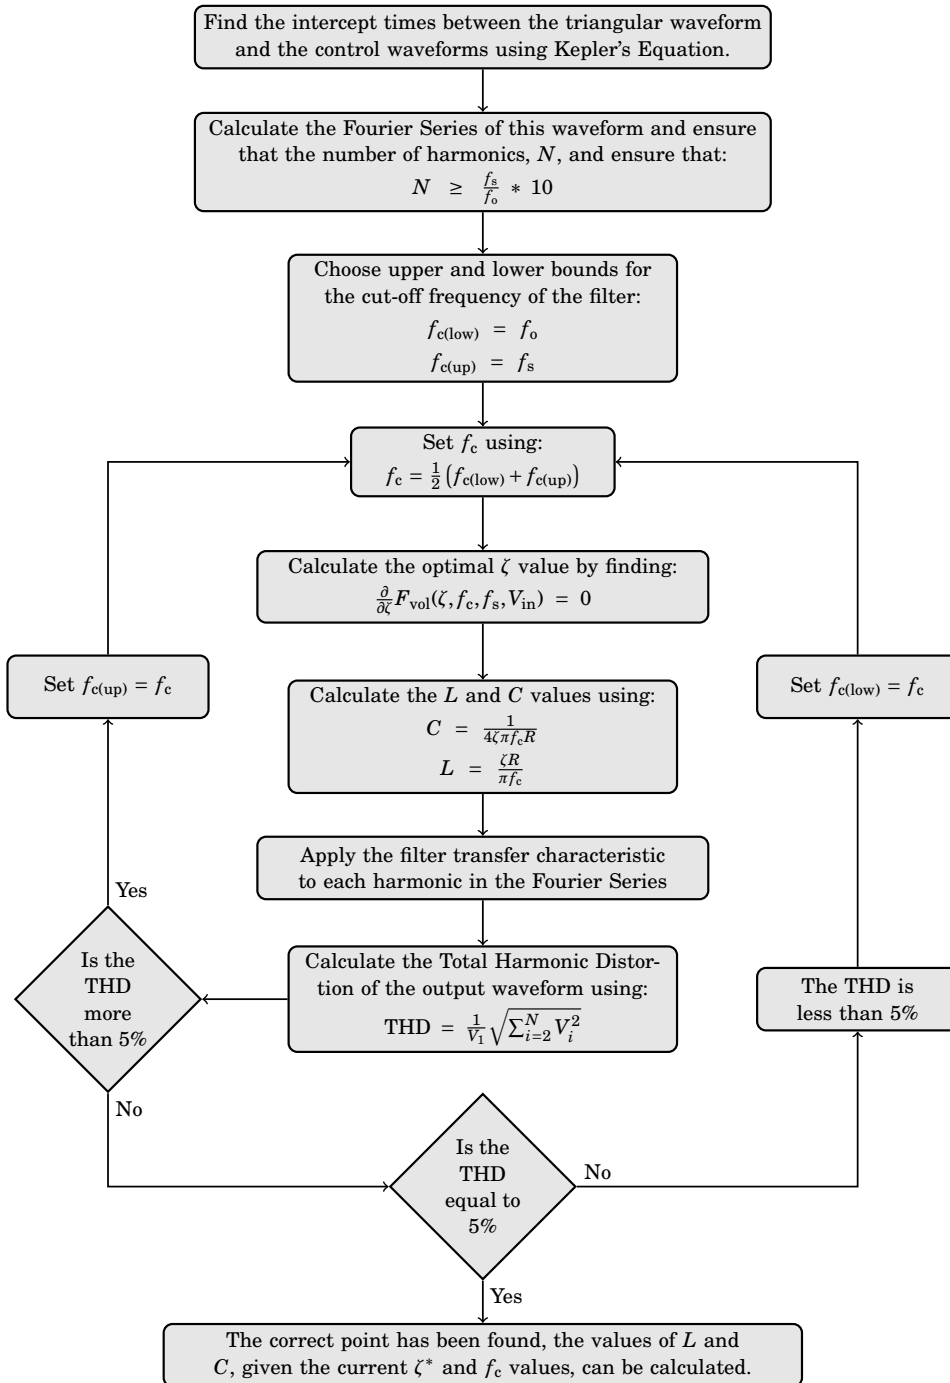 Find the intercept times between the triangular waveform
and the control waveforms using Kepler's Equation.
Calculate the Fourier Series of this waveform and ensure
that the number of harmonics, N, and ensure that:
N ≥ f_s/f_o * 10
Choose upper and lower bounds for
the cut-off frequency of the filter:
f_c(low) = f_o
f_c(up) = f_s
Set f_c using:
f_c = 1/2 (f_c(low) + f_c(up))
Calculate the optimal ζ value by finding:
∂/∂ζ F_vol(ζ, f_c, f_s, V_in) = 0
Set f_c(up) = f_c
Set f_c(low) = f_c
Calculate the L and C values using:
C = 1/(4ζπf_cR)
L = ζR/(πf_c)
Apply the filter transfer characteristic
to each harmonic in the Fourier Series
Yes
Is the
THD
more
than 5%
Calculate the Total Harmonic Distor-
tion of the output waveform using:
THD = 1/V_1 √(∑_{i=2}^{N} V_i^2)
The THD is
less than 5%
No
Is the
THD
equal to
5%
No
Yes
The correct point has been found, the values of L and
C, given the current ζ* and f_c values, can be calculated.